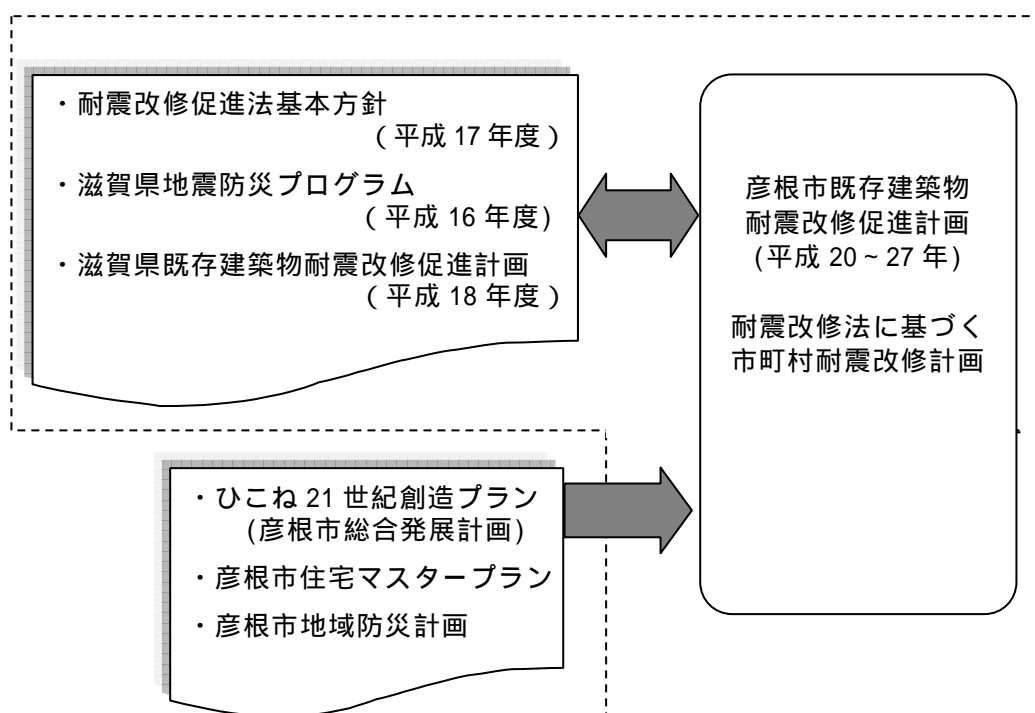 ・耐震改修促進法基本方針
(平成 17 年度)
・滋賀県地震防災プログラム
(平成 16 年度)
・滋賀県既存建築物耐震改修促進計画
(平成 18 年度)
彦根市既存建築物
耐震改修促進計画
(平成 20~27 年)
耐震改修法に基づく
市町村耐震改修計画
・ひこね 21 世紀創造プラン
(彦根市総合発展計画)
・彦根市住宅マスタープラン
・彦根市地域防災計画